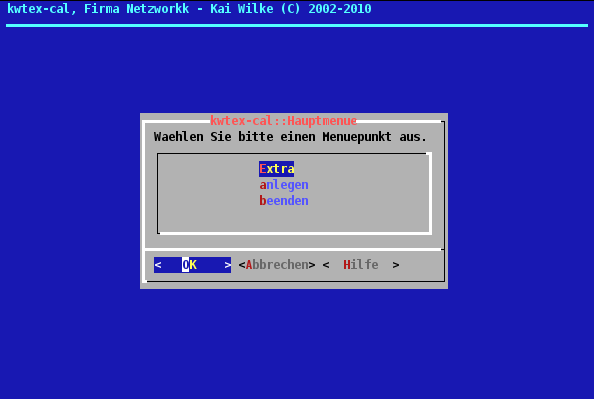 kwtex-cal, Firma Netzworkk - Kai Wilke (C) 2002-2010
kwtex-cal::Hauptmenue
Waehlen Sie bitte einen Menuepunkt aus.
Extra
anlegen
beenden
< OK > <Abbrechen> < Hilfe >